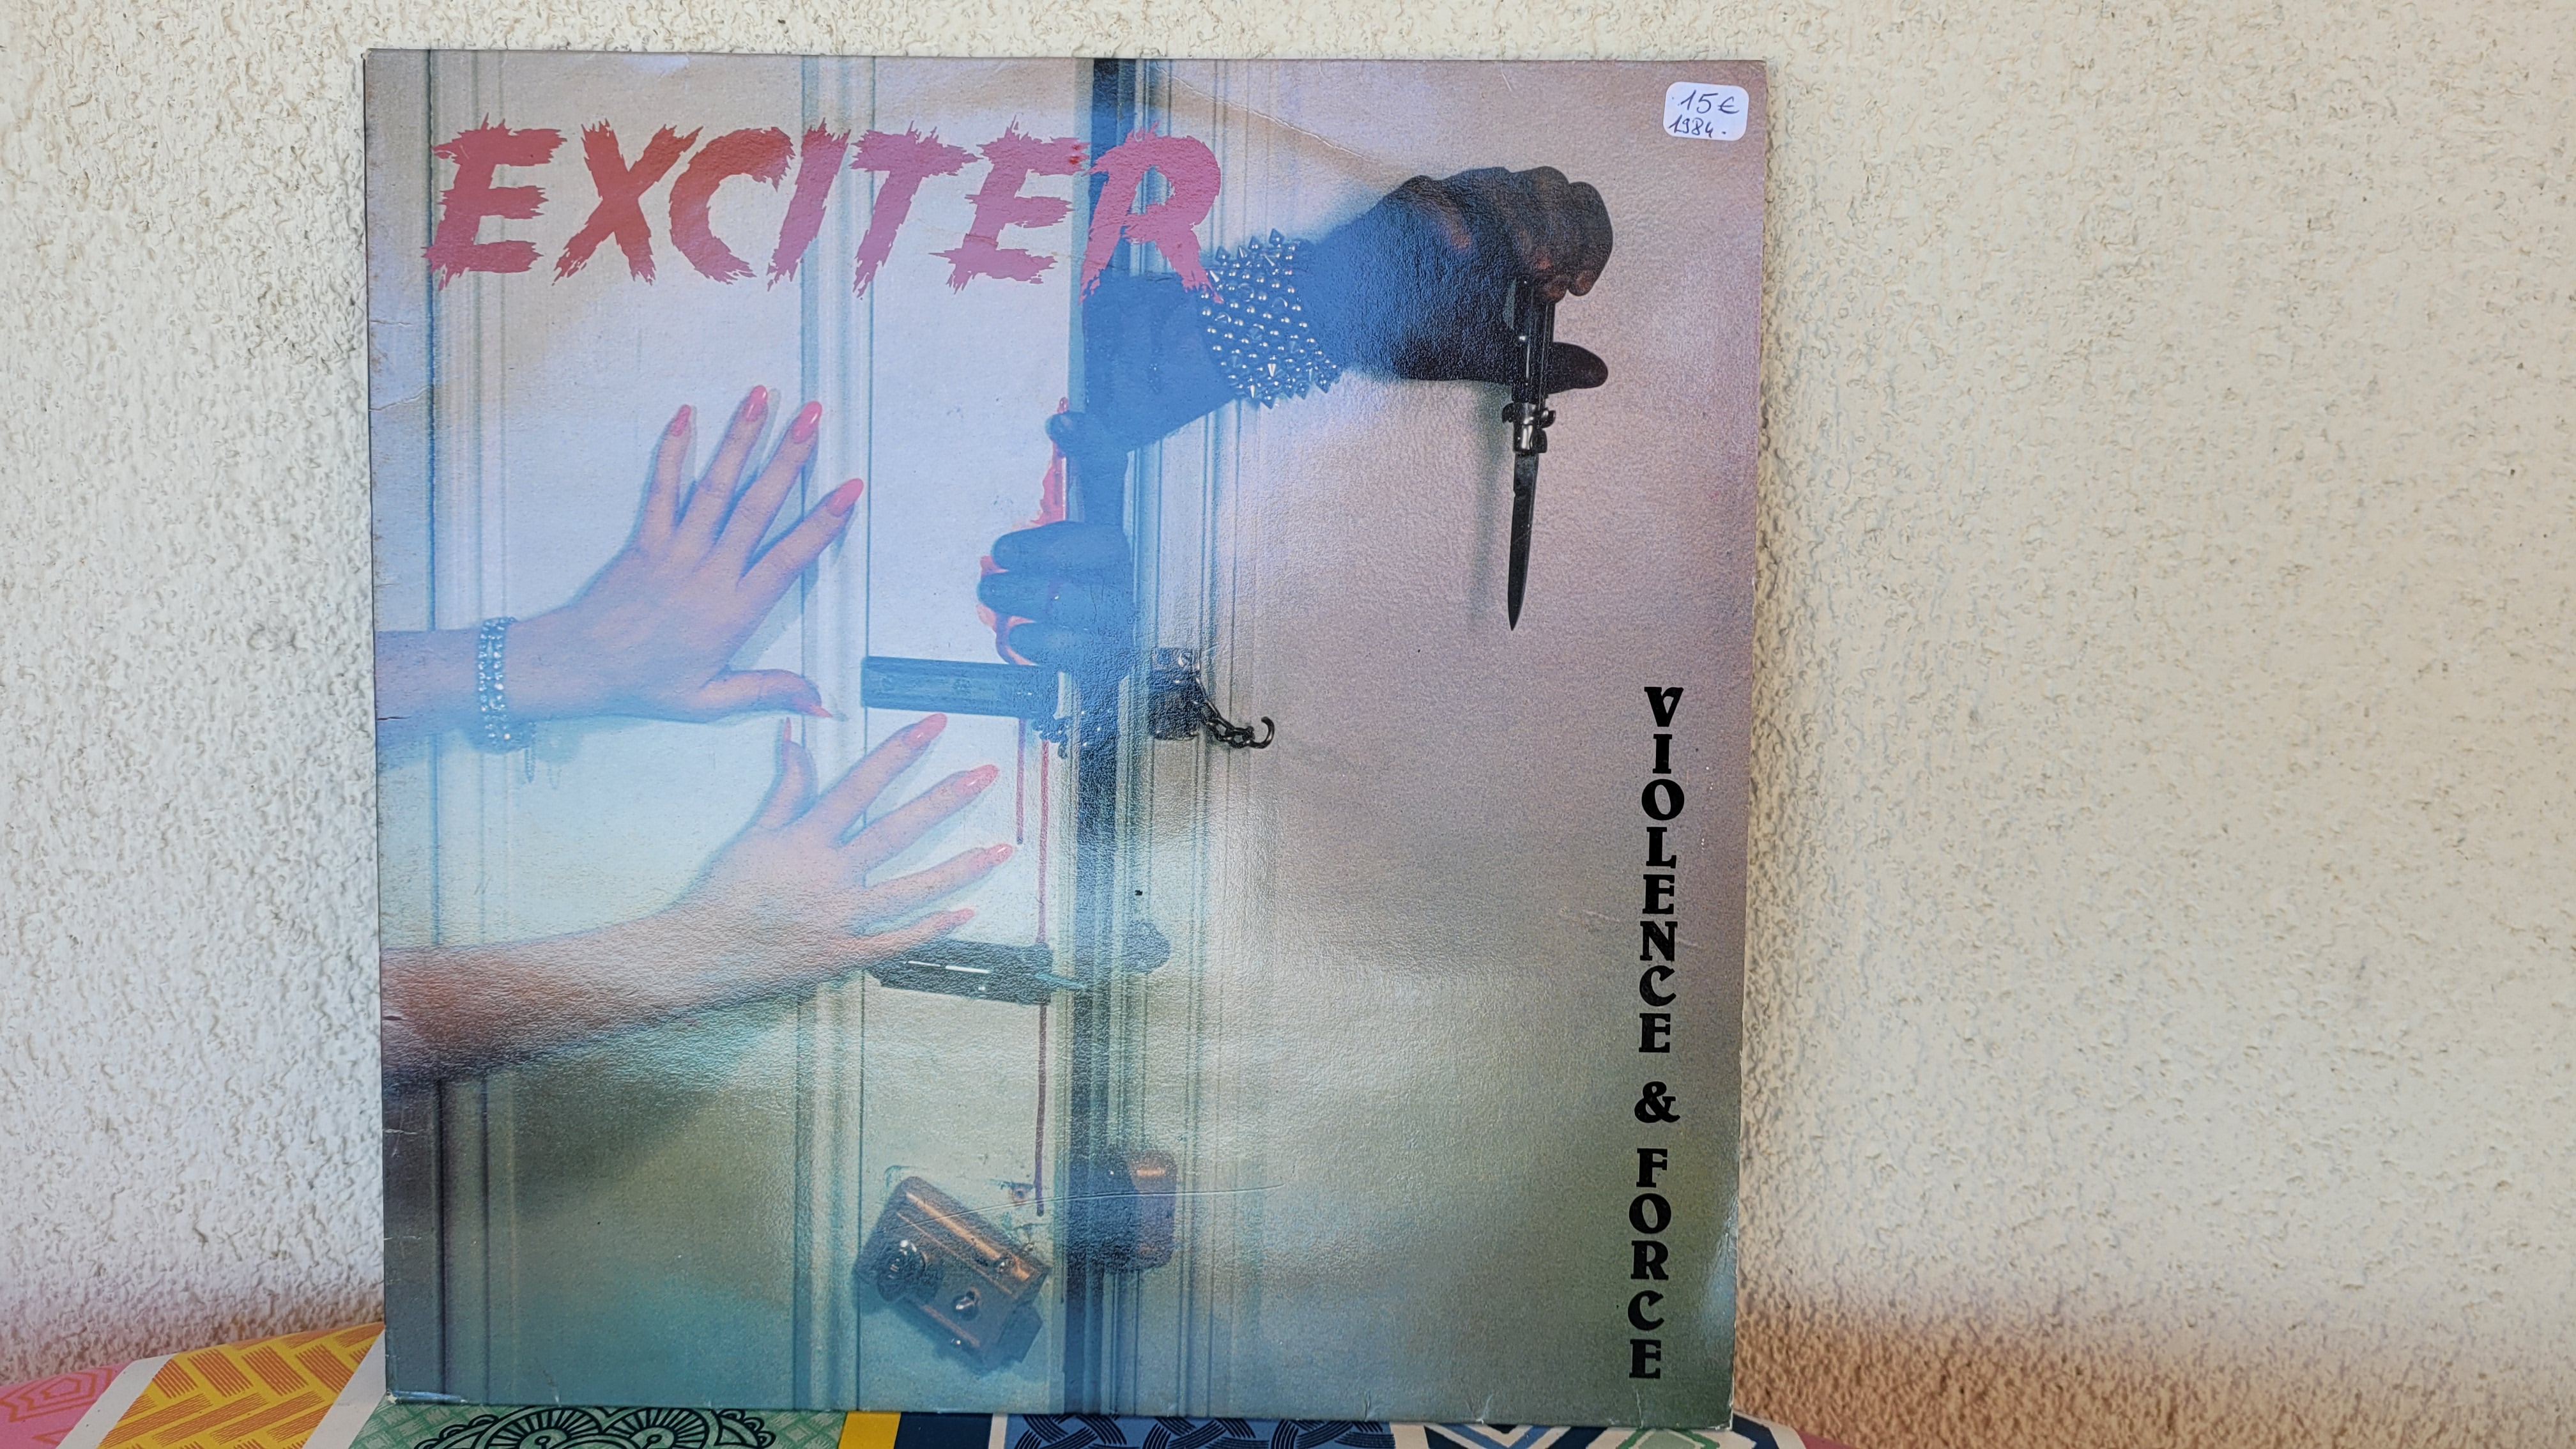 EXCITER
15€
1984.
VIOLENCE & FORCE